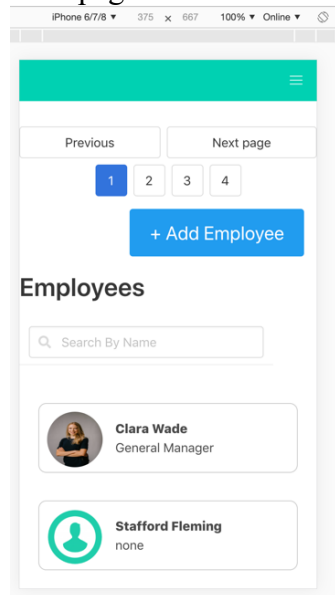 iPhone 6/7/8 ▼ 375 x 667 100% ▼ Online ▼
Previous Next page
1 2 3 4
+ Add Employee
Employees
Search By Name
Clara Wade
General Manager
Stafford Fleming
none